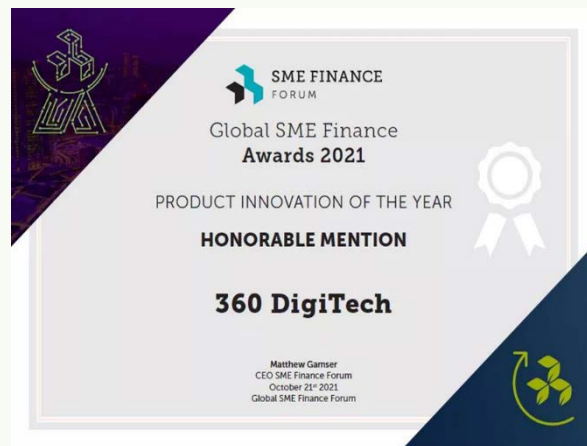 SME FINANCE
FORUM
Global SME Finance
Awards 2021
PRODUCT INNOVATION OF THE YEAR
HONORABLE MENTION
360 DigiTech
Matthew Gamser
CEO SME Finance Forum
October 21st 2021
Global SME Finance Forum